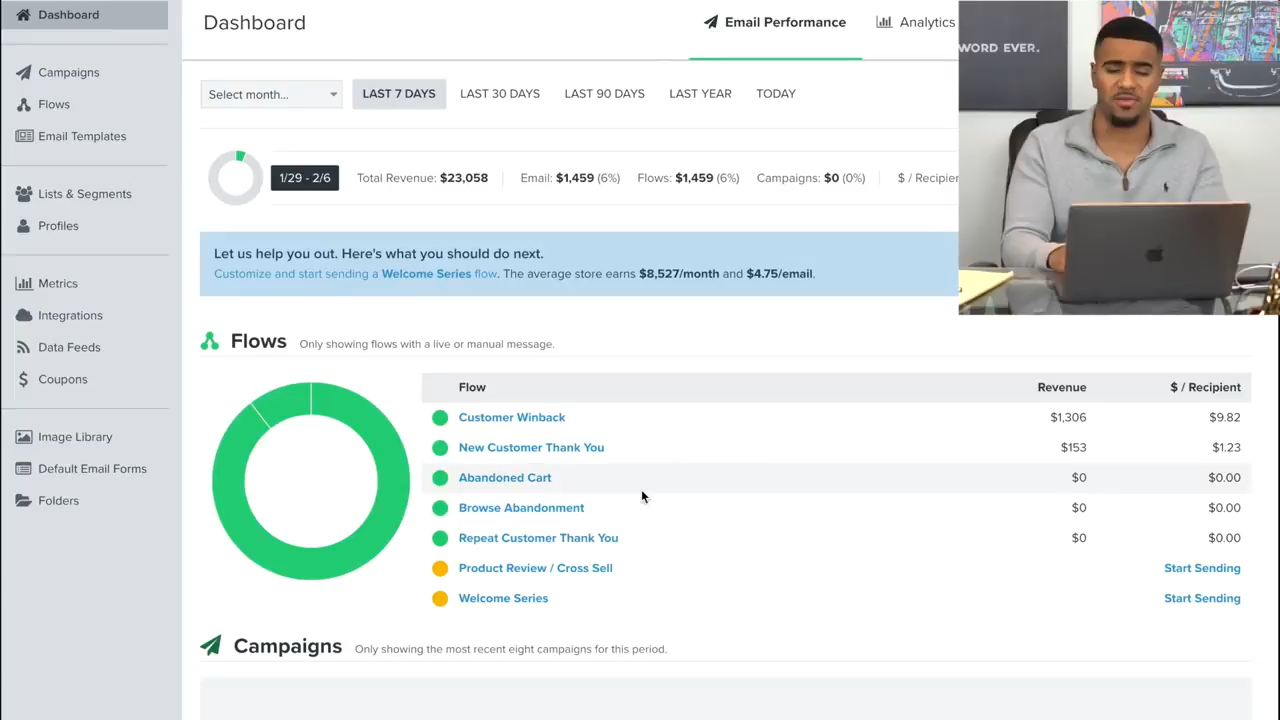 Dashboard
Campaigns
Flows
Email Templates
Lists & Segments
Profiles
Metrics
Integrations
Data Feeds
$ Coupons
Image Library
Default Email Forms
Folders
Dashboard
Email Performance
Analytics
WORD EVER.
Select month...
LAST 7 DAYS
LAST 30 DAYS
LAST 90 DAYS
LAST YEAR
TODAY
1/29 - 2/6
Total Revenue: $23,058
Email: $1,459 (6%)
Flows: $1,459 (6%)
Campaigns: $0 (0%)
$ / Recipier
Let us help you out. Here's what you should do next.
Customize and start sending a Welcome Series flow. The average store earns $8,527/month and $4.75/email.
Flows Only showing flows with a live or manual message.
Flow Revenue $ / Recipient
Customer Winback $1,306 $9.82
New Customer Thank You $153 $1.23
Abandoned Cart $0 $0.00
Browse Abandonment $0 $0.00
Repeat Customer Thank You $0 $0.00
Product Review / Cross Sell Start Sending
Welcome Series Start Sending
Campaigns Only showing the most recent eight campaigns for this period.